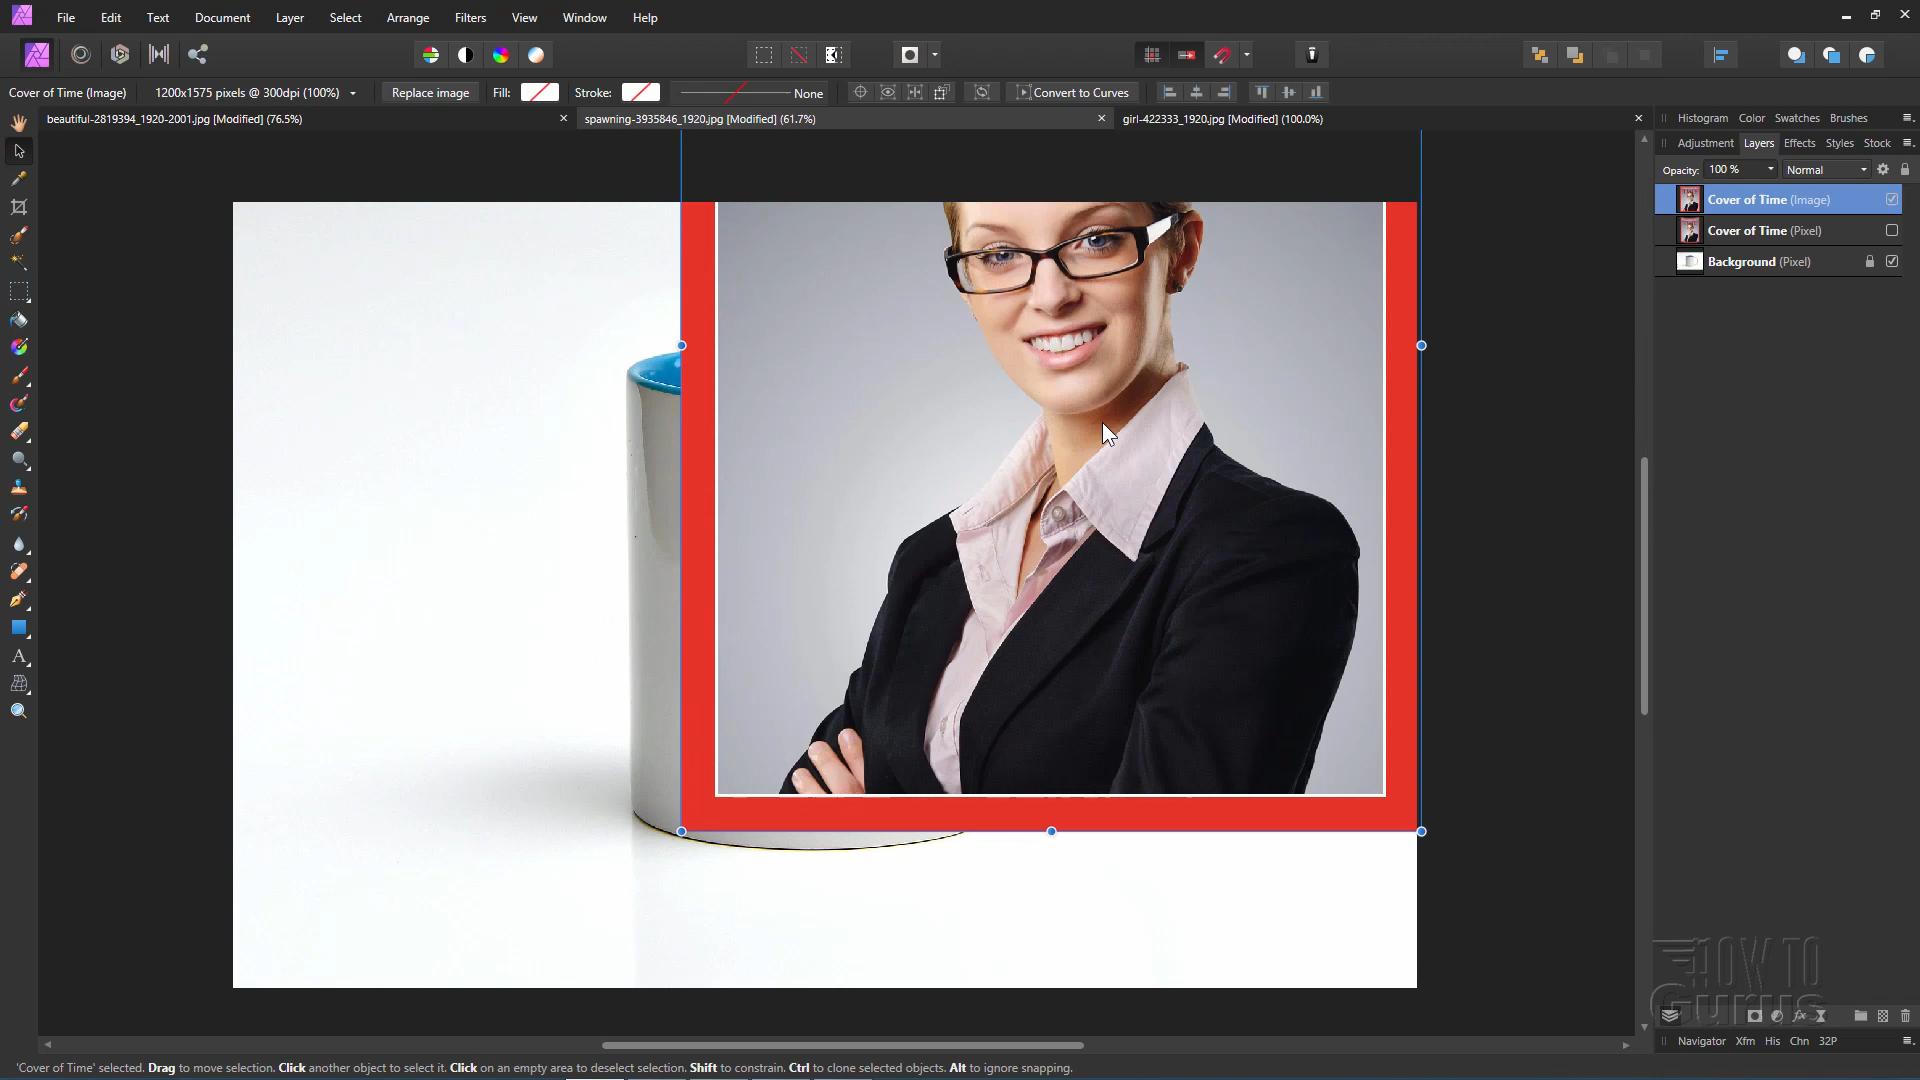 File Edit Text Document Layer Select Arrange Filters View Window Help
Cover of Time (Image) 1200x1575 pixels @ 300dpi (100%) Replace image Fill: Stroke: None Convert to Curves
beautiful-2819394_1920-2001.jpg [Modified] (76.5%) spawning-3935846_1920.jpg [Modified] (61.7%) girl-422333_1920.jpg [Modified] (100.0%)
Histogram Color Swatches Brushes
Adjustment Layers Effects Styles Stock
Opacity: 100 % Normal
Cover of Time (Image)
Cover of Time (Pixel)
Background (Pixel)
HOW TO
Gurus
Navigator Xfm His Chn 32P
'Cover of Time' selected. Drag to move selection. Click another object to select it. Click on an empty area to deselect selection. Shift to constrain. Ctrl to clone selected objects. Alt to ignore snapping.